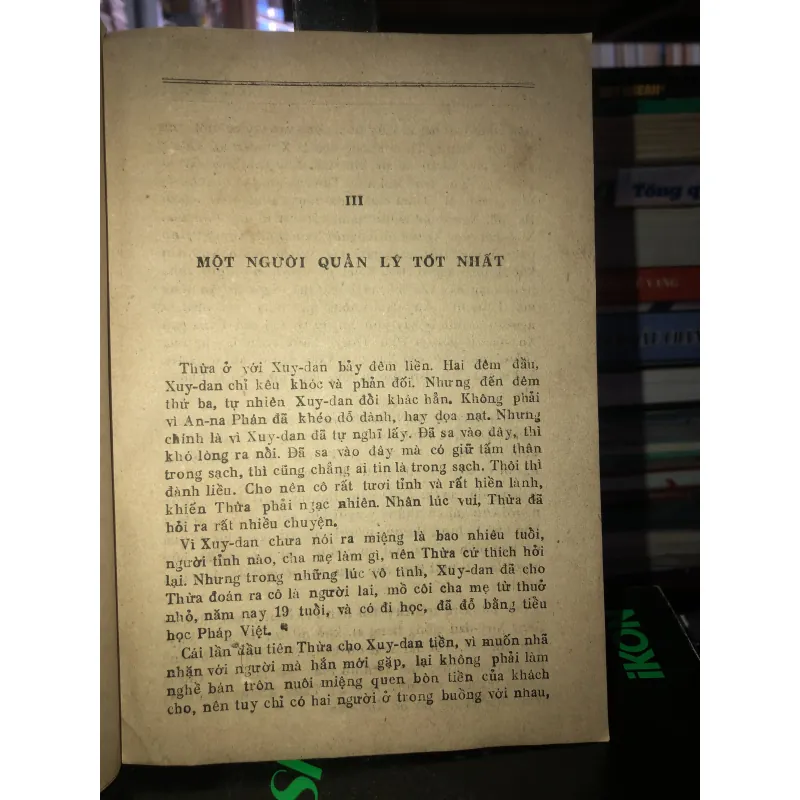 III
MỘT NGƯỜI QUẢN LÝ TỐT NHẤT
Thừa ở với Xuy-dan bảy đêm liền. Hai đêm đầu,
Xuy-dan chỉ kêu khóc và phản đối. Nhưng đến đêm
thứ ba, tự nhiên Xuy-dan đổi khác hẳn. Không phải
vì An-na Phán đã khéo dỗ dành, hay dọa nạt. Nhưng
chính là vì Xuy-dan đã tự nghĩ lấy. Đã sa vào đây, thì
khó lòng ra nổi. Đã sa vào đây mà có giữ tấm thân
trong sạch, thì cũng chẳng ai tin là trong sạch. Thôi thì
đành liều. Cho nên cô rất tươi tỉnh và rất hiền lành,
khiến Thừa phải ngạc nhiên. Nhân lúc vui, Thừa đã
hỏi ra rất nhiều chuyện.
Vì Xuy-dan chưa nói ra miệng là bao nhiêu tuổi,
người tỉnh nào, cha mẹ làm gì, nên Thừa cứ thích hỏi
lại. Nhưng trong những lúc vô tình, Xuy-dan đã cho
Thừa đoán ra cô là người lai, mồ côi cha mẹ từ thuở
nhỏ, năm nay 19 tuổi, và có đi học, đã đỗ bằng tiểu
học Pháp Việt.
Cái lần đầu tiên Thừa cho Xuy-dan tiền, vì muốn nhã
nhặn với người mà hắn mới gặp, lại không phải làm
nghề bán trôn nuôi miệng quen bòn tiền của khách
cho, nên tuy chỉ có hai người ở trong buồng với nhau,
Tổng q
VANG
iKON